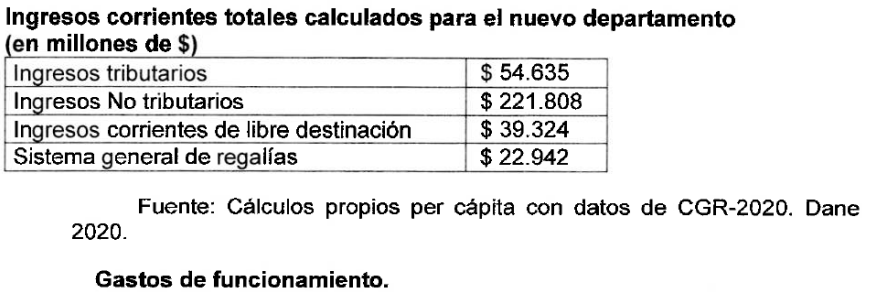 Ingresos corrientes totales calculados para el nuevo departamento
(en millones de $)
Ingresos tributarios $ 54.635
Ingresos No tributarios $ 221.808
Ingresos corrientes de libre destinación $ 39.324
Sistema general de regalías $ 22.942
Fuente: Cálculos propios per cápita con datos de CGR-2020. Dane
2020.
Gastos de funcionamiento.